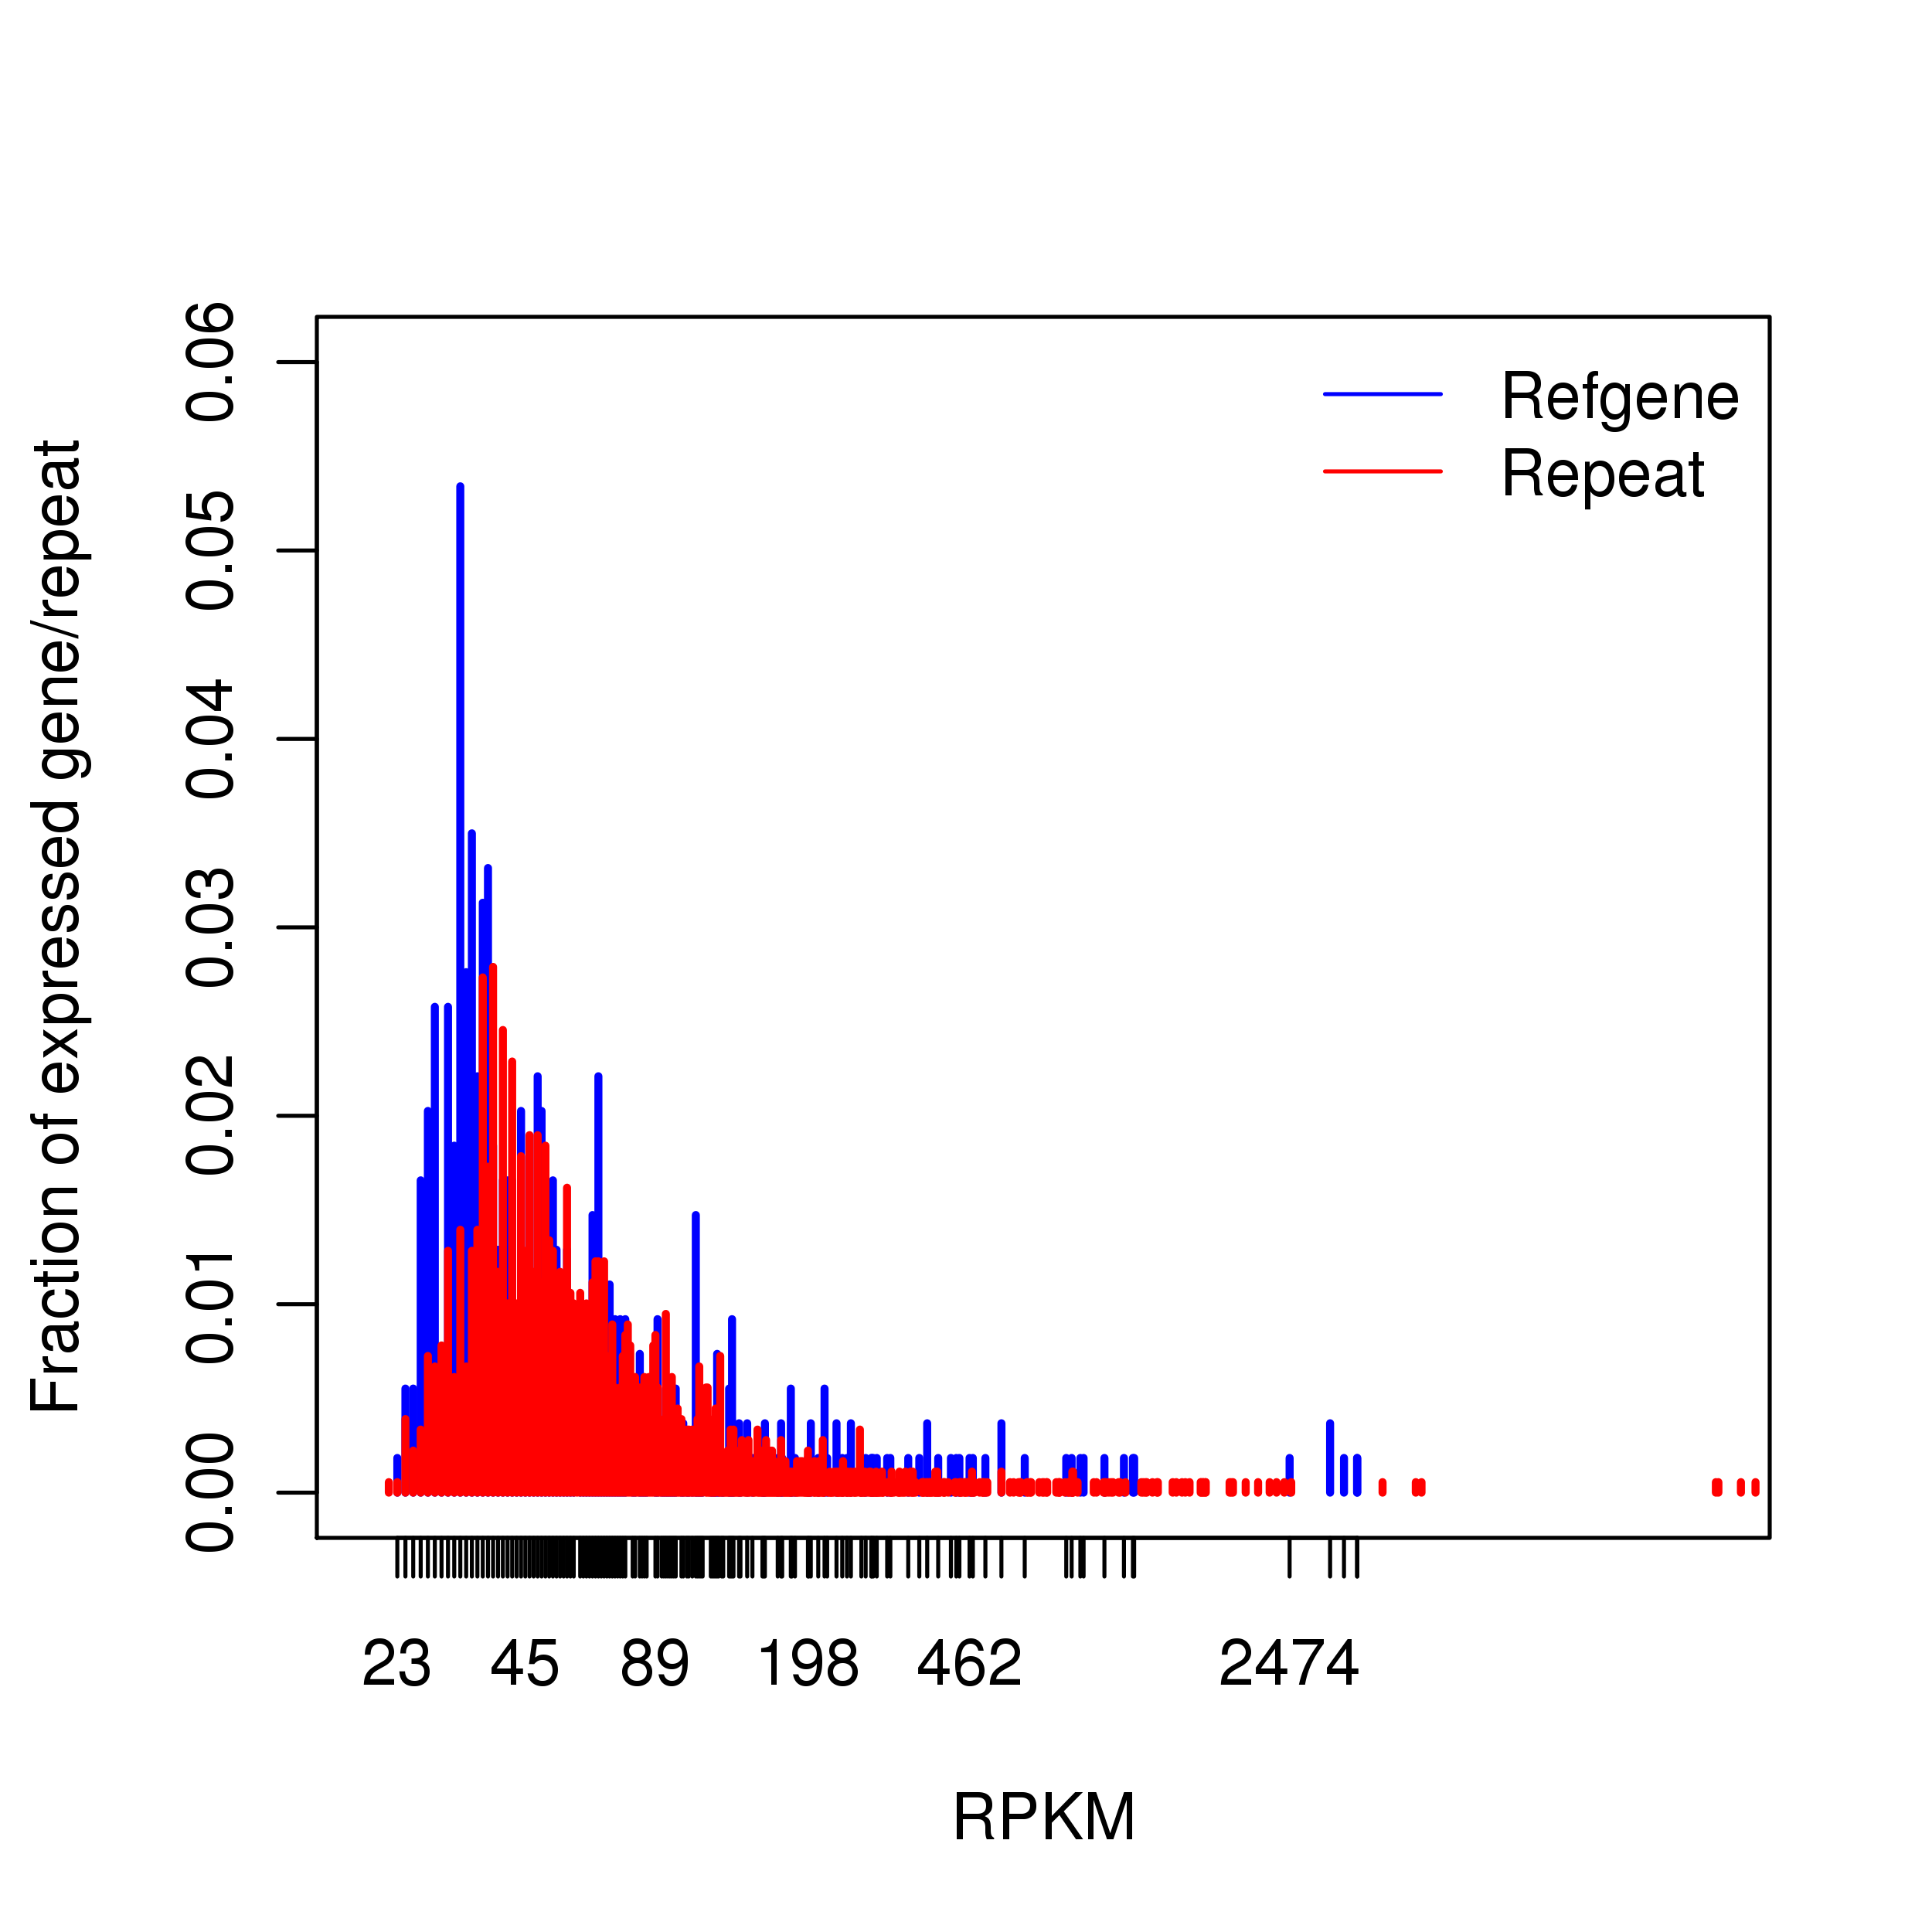 Refgene
Repeat
Fraction of expressed gene/repeat
0.06
0.05
0.04
0.03
0.02
0.01
0.00
23 45 89 198 462 2474
RPKM